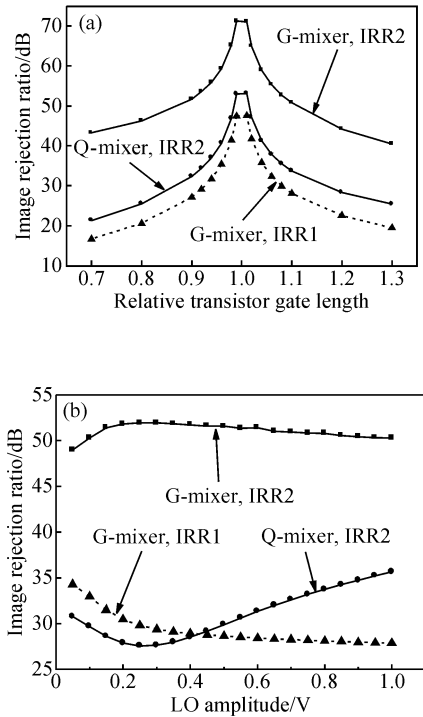 (a)
Image rejection ratio/dB
70
60
50
40
30
20
10
G-mixer, IRR2
Q-mixer, IRR2
G-mixer, IRR1
0.7 0.8 0.9 1.0 1.1 1.2 1.3
Relative transistor gate length
(b)
Image rejection ratio/dB
55
50
45
40
35
30
25
G-mixer, IRR2
G-mixer, IRR1
Q-mixer, IRR2
0 0.2 0.4 0.6 0.8 1.0
LO amplitude/V